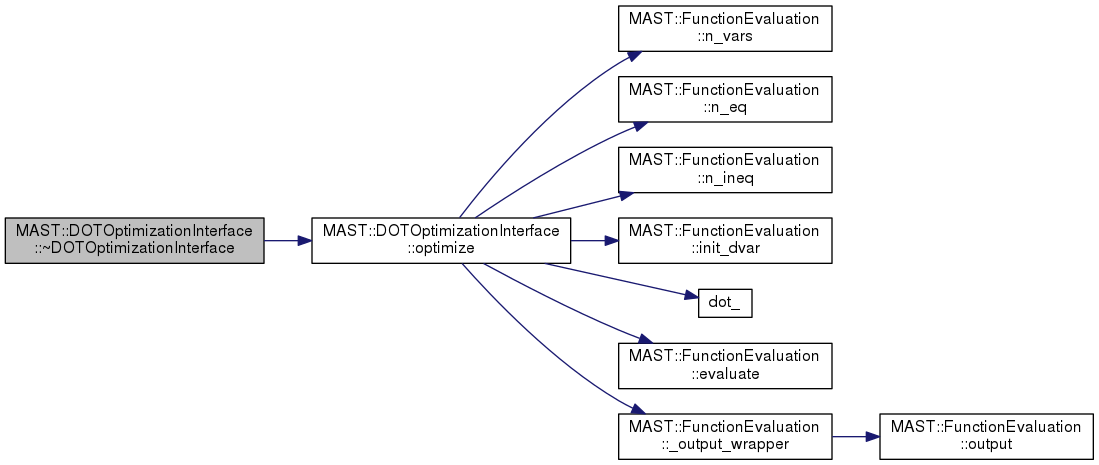 MAST::DOTOptimizationInterface
::~DOTOptimizationInterface
MAST::DOTOptimizationInterface
::optimize
MAST::FunctionEvaluation
::n_vars
MAST::FunctionEvaluation
::n_eq
MAST::FunctionEvaluation
::n_ineq
MAST::FunctionEvaluation
::init_dvar
dot_
MAST::FunctionEvaluation
::evaluate
MAST::FunctionEvaluation
::_output_wrapper
MAST::FunctionEvaluation
::output